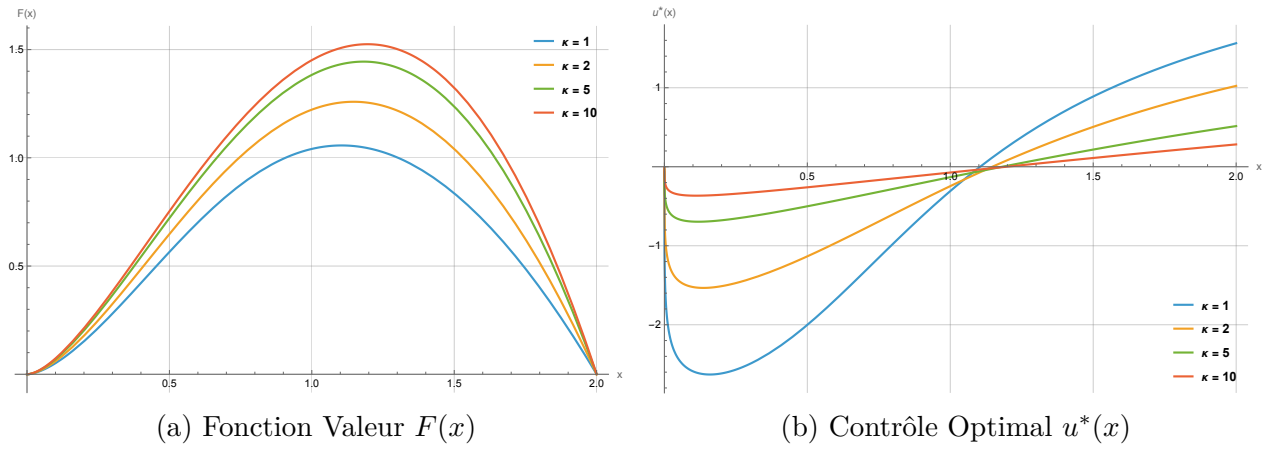 F(x)
1.5
1.0
0.5
0.5
1.0
1.5
2.0
x
κ = 1
κ = 2
κ = 5
κ = 10
(a) Fonction Valeur F(x)
u*(x)
1
-1
-2
0.5
1.0
1.5
2.0
x
κ = 1
κ = 2
κ = 5
κ = 10
(b) Contrôle Optimal u*(x)